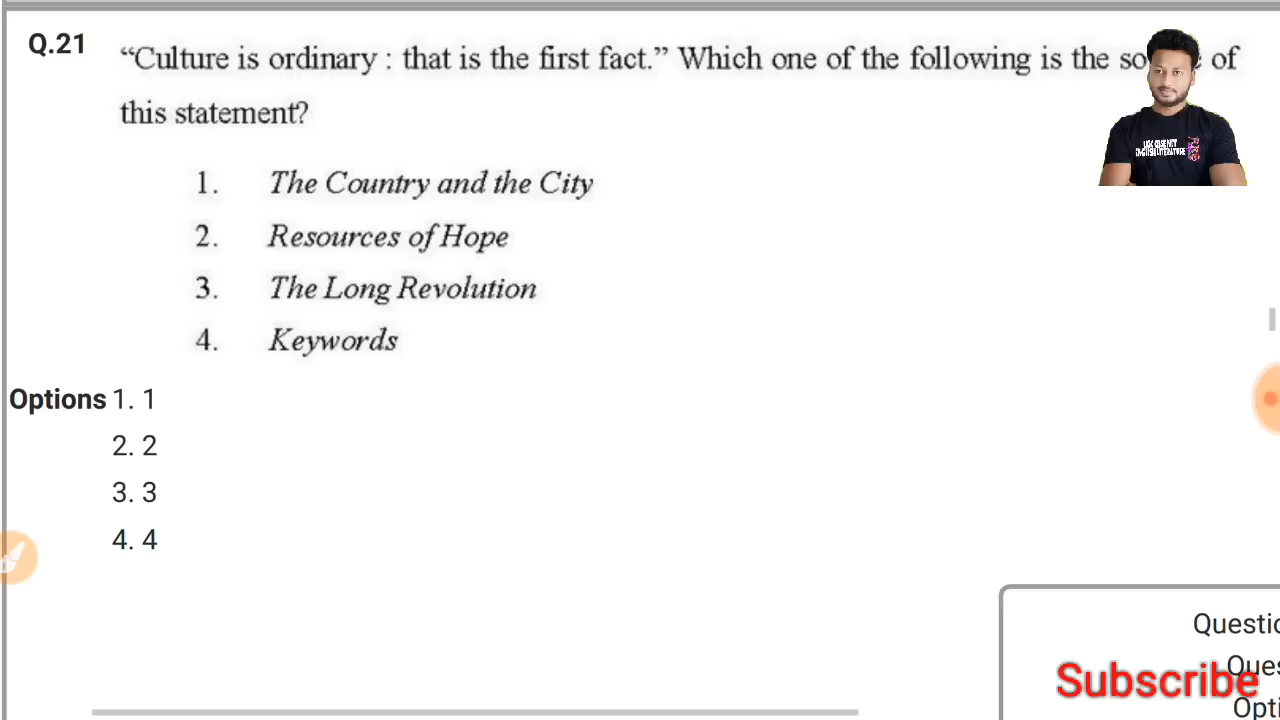 Q.21
“Culture is ordinary : that is the first fact.” Which one of the following is the of
this statement?
1. The Country and the City
2. Resources of Hope
3. The Long Revolution
4. Keywords
Options 1. 1
2. 2
3. 3
4. 4
Subscribe